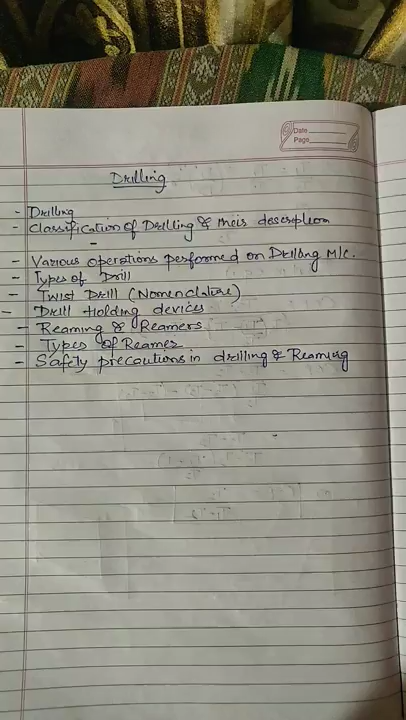 Date
Page
Drilling
- Drilling
- Classification of Drilling & their description
- Various operations performed on Drilling M/c.
- Types of Drill
- Twist Drill (Nomenclature)
- Drill Holding devices
- Reaming & Reamers
- Types of Reamer
- Safety precautions in drilling & Reaming